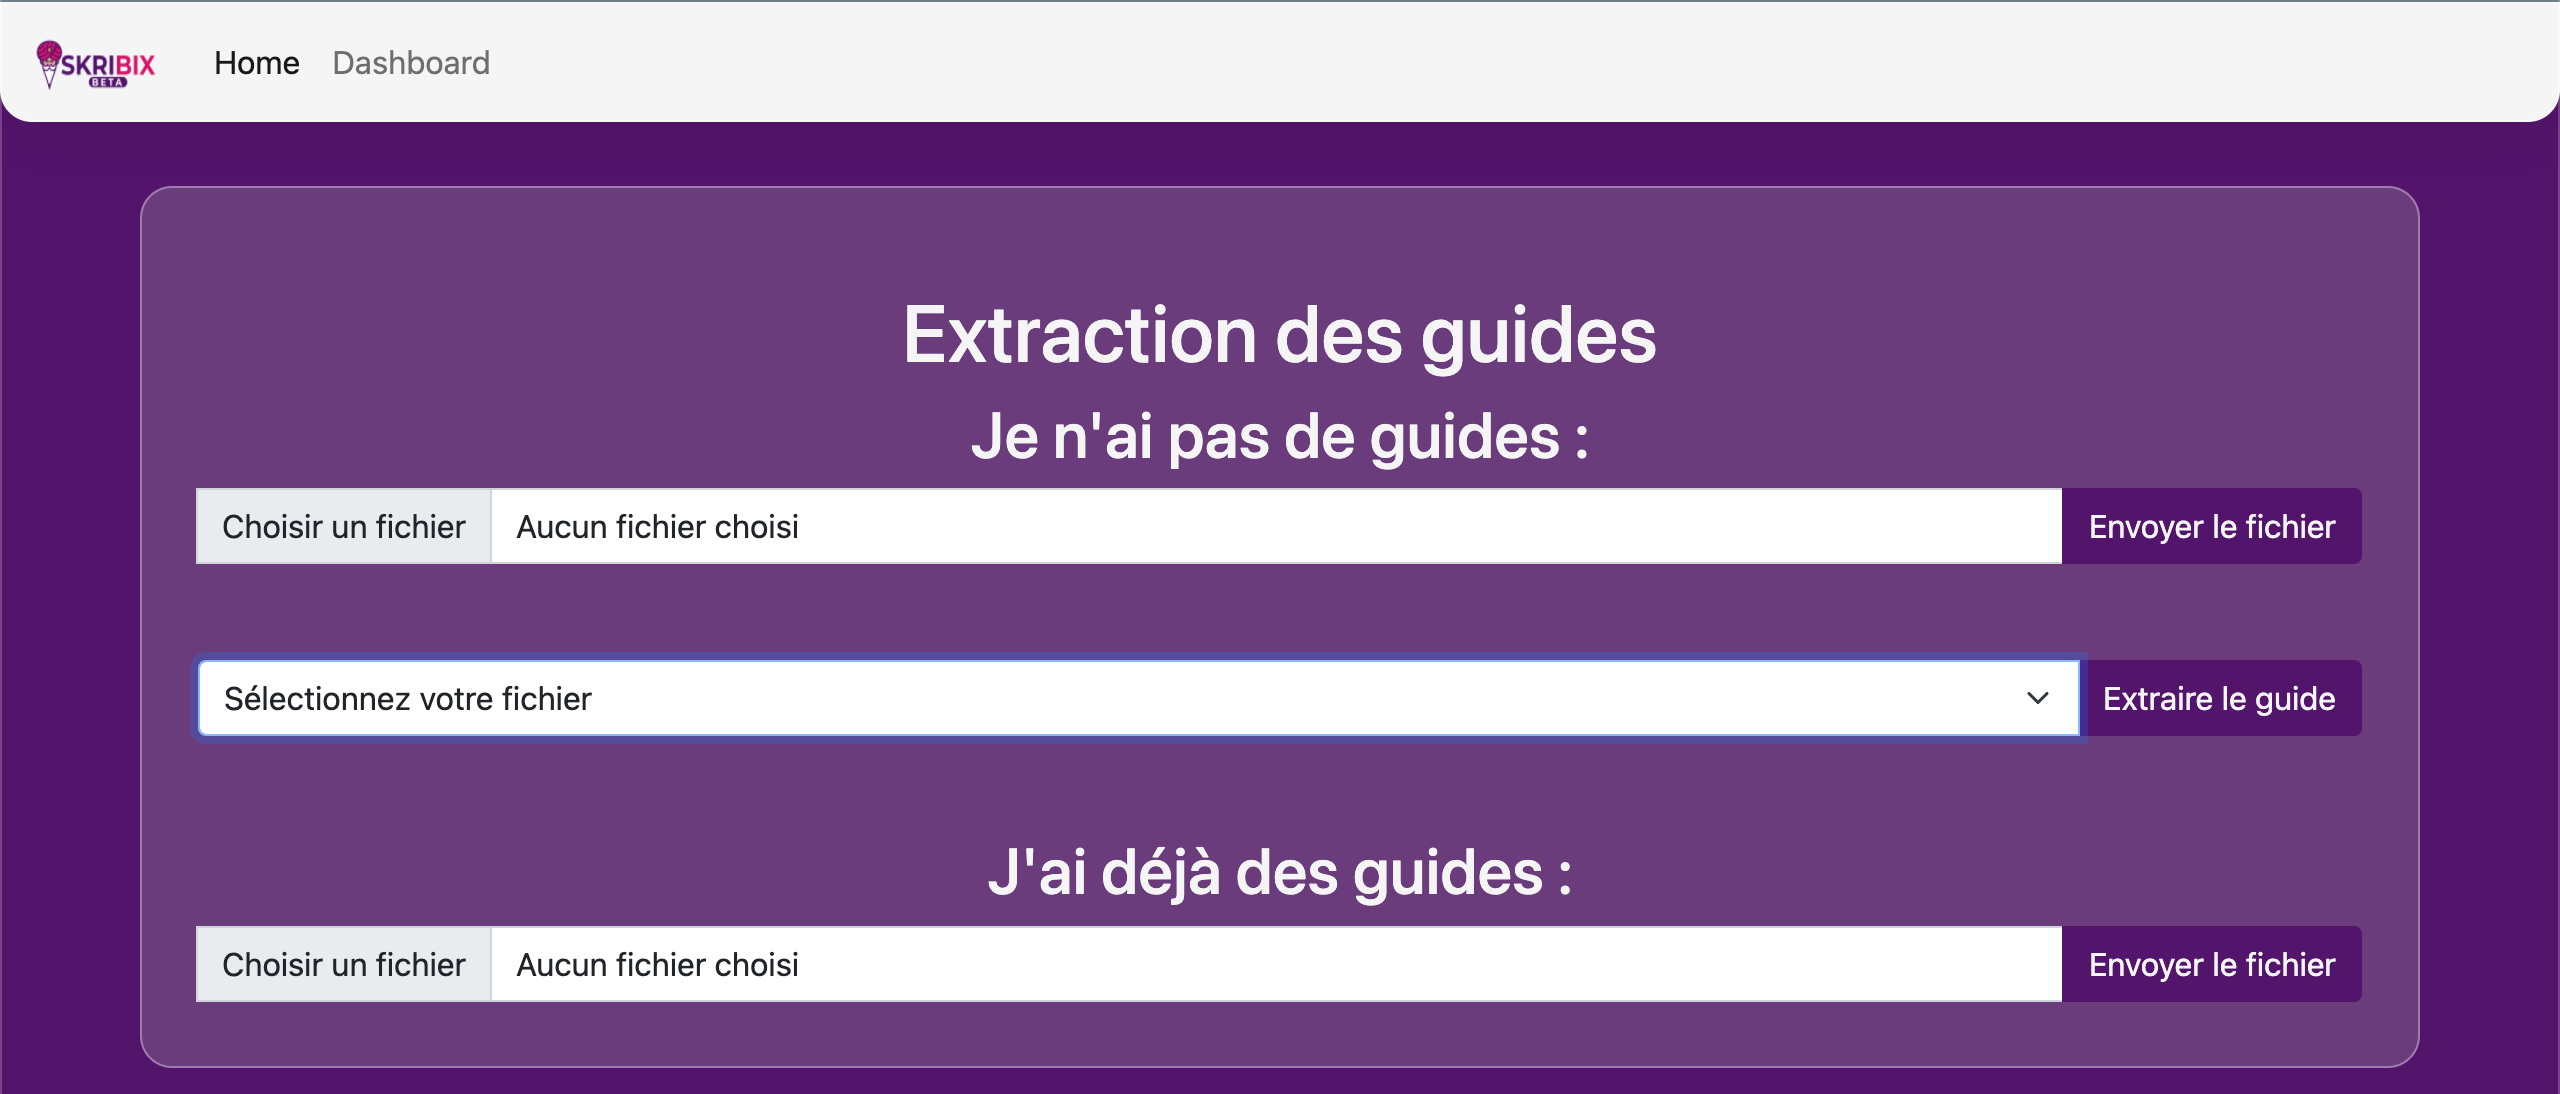 SKRIBIX
BETA
Home Dashboard
Extraction des guides
Je n'ai pas de guides :
Choisir un fichier Aucun fichier choisi Envoyer le fichier
Sélectionnez votre fichier Extraire le guide
J'ai déjà des guides :
Choisir un fichier Aucun fichier choisi Envoyer le fichier